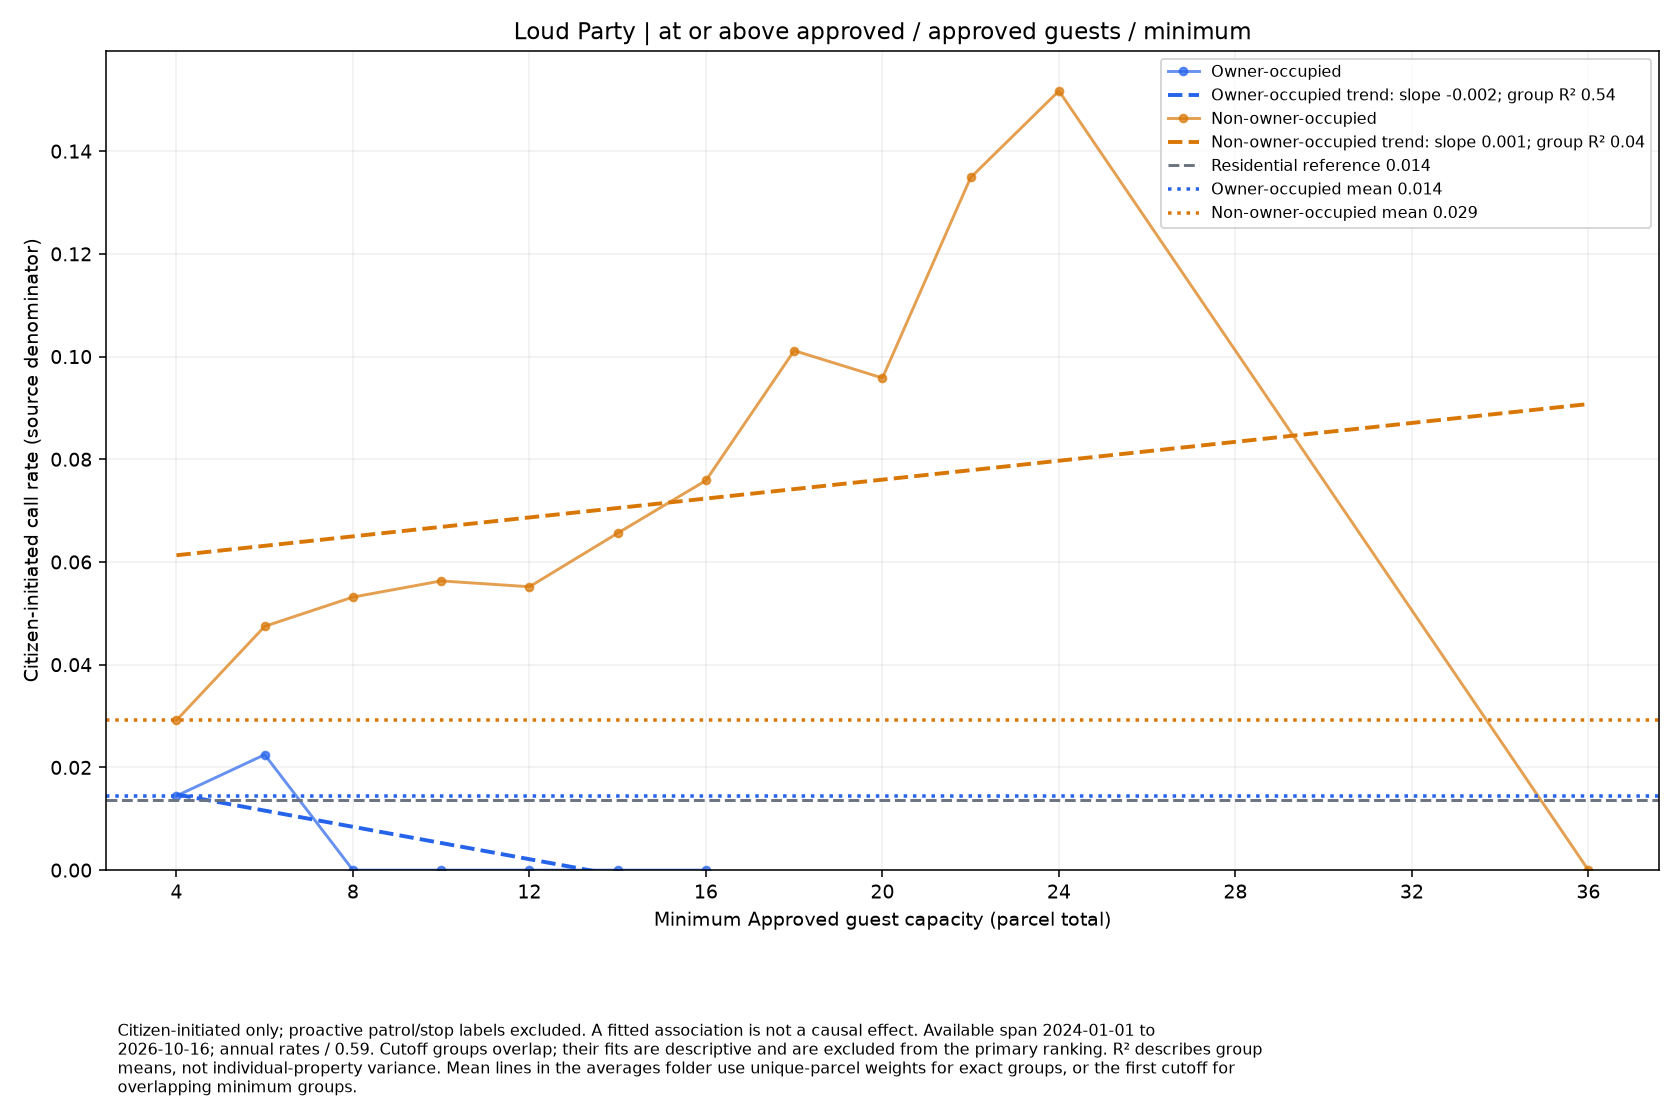 Loud Party | at or above approved / approved guests / minimum
Owner-occupied
Owner-occupied trend: slope -0.002; group R² 0.54
Non-owner-occupied
Non-owner-occupied trend: slope 0.001; group R² 0.04
Residential reference 0.014
Owner-occupied mean 0.014
Non-owner-occupied mean 0.029
Citizen-initiated call rate (source denominator)
0.14
0.12
0.10
0.08
0.06
0.04
0.02
0.00
4 8 12 16 20 24 28 32 36
Minimum Approved guest capacity (parcel total)
Citizen-initiated only; proactive patrol/stop labels excluded. A fitted association is not a causal effect. Available span 2024-01-01 to
2026-10-16; annual rates / 0.59. Cutoff groups overlap; their fits are descriptive and are excluded from the primary ranking. R² describes group
means, not individual-property variance. Mean lines in the averages folder use unique-parcel weights for exact groups, or the first cutoff for
overlapping minimum groups.